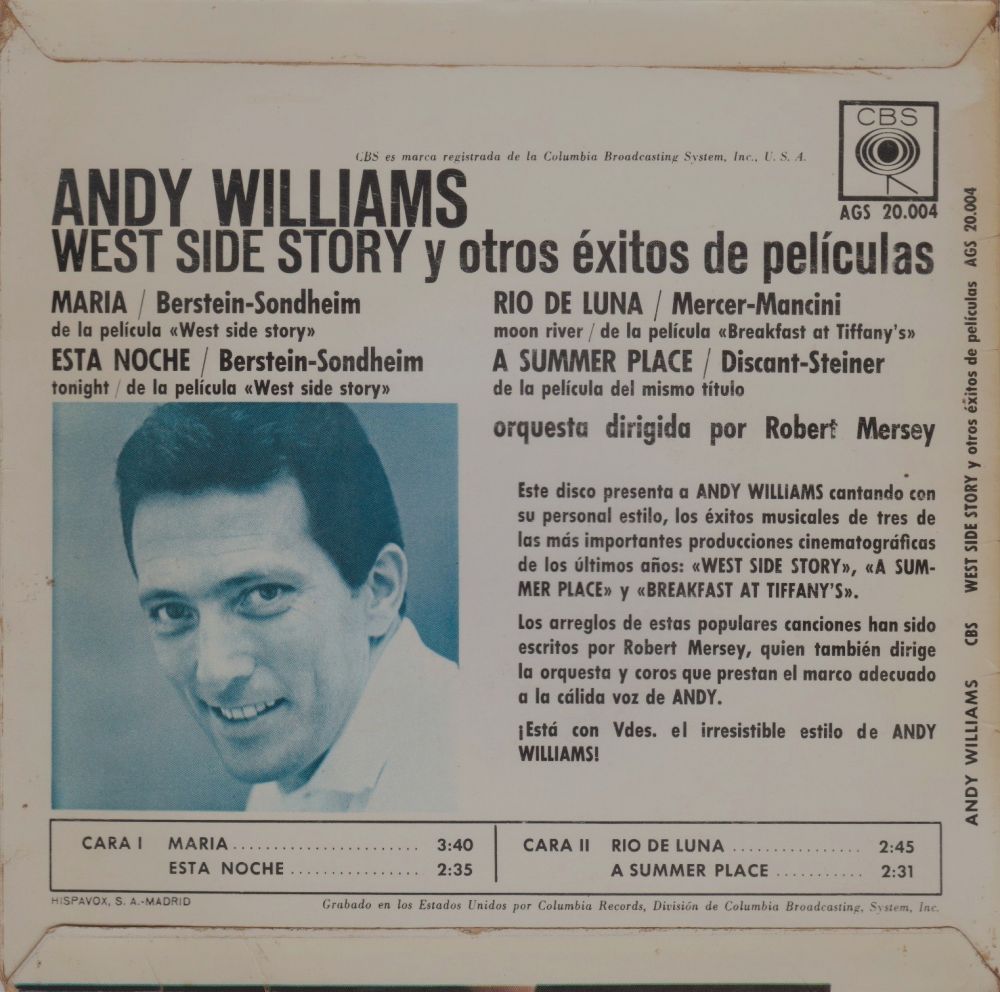 CBS
CBS es marca registrada de la Columbia Broadcasting System, Inc., U. S. A.
AGS 20.004
ANDY WILLIAMS
WEST SIDE STORY y otros éxitos de películas
MARIA / Berstein-Sondheim
de la película «West side story»
ESTA NOCHE / Berstein-Sondheim
tonight / de la película «West side story»
RIO DE LUNA / Mercer-Mancini
moon river / de la película «Breakfast at Tiffany's»
A SUMMER PLACE / Discant-Steiner
de la película del mismo título
orquesta dirigida por Robert Mersey
Este disco presenta a ANDY WILLIAMS cantando con
su personal estilo, los éxitos musicales de tres de
las más importantes producciones cinematográficas
de los últimos años: «WEST SIDE STORY», «A SUM-
MER PLACE» y «BREAKFAST AT TIFFANY'S».
Los arreglos de estas populares canciones han sido
escritos por Robert Mersey, quien también dirige
la orquesta y coros que prestan el marco adecuado
a la cálida voz de ANDY.
¡Está con Vdes. el irresistible estilo de ANDY
WILLIAMS!
CARA I MARIA ...................... 3:40
ESTA NOCHE ............... 2:35
CARA II RIO DE LUNA ................ 2:45
A SUMMER PLACE ........... 2:31
HISPAVOX, S. A.-MADRID
Grabado en los Estados Unidos por Columbia Records, División de Columbia Broadcasting, System, Inc.
ANDY WILLIAMS CBS WEST SIDE STORY y otros éxitos de películas AGS 20.004